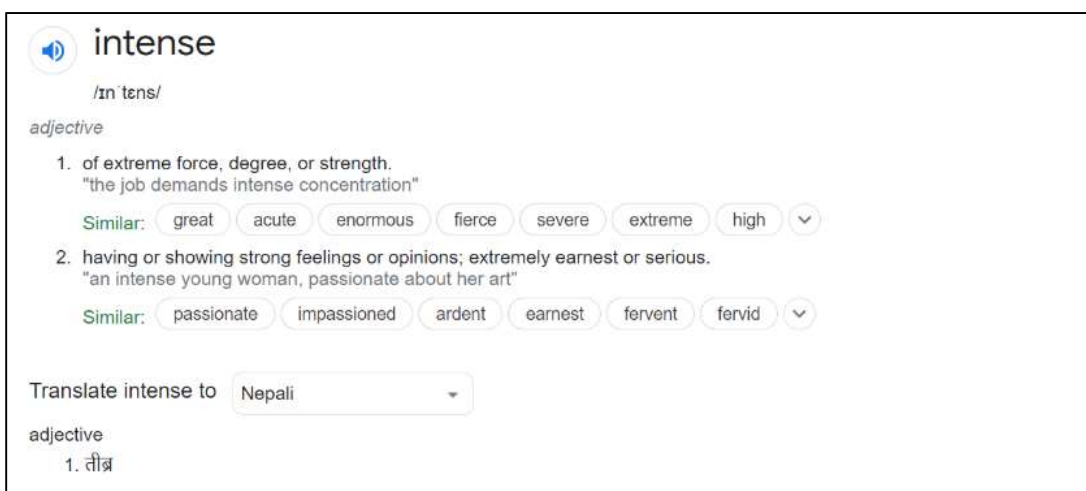 intense
/ɪnˈtɛns/
adjective
1. of extreme force, degree, or strength.
"the job demands intense concentration"
Similar: great acute enormous fierce severe extreme high
2. having or showing strong feelings or opinions; extremely earnest or serious.
"an intense young woman, passionate about her art"
Similar: passionate impassioned ardent earnest fervent fervid
Translate intense to Nepali
adjective
1. तीब्र